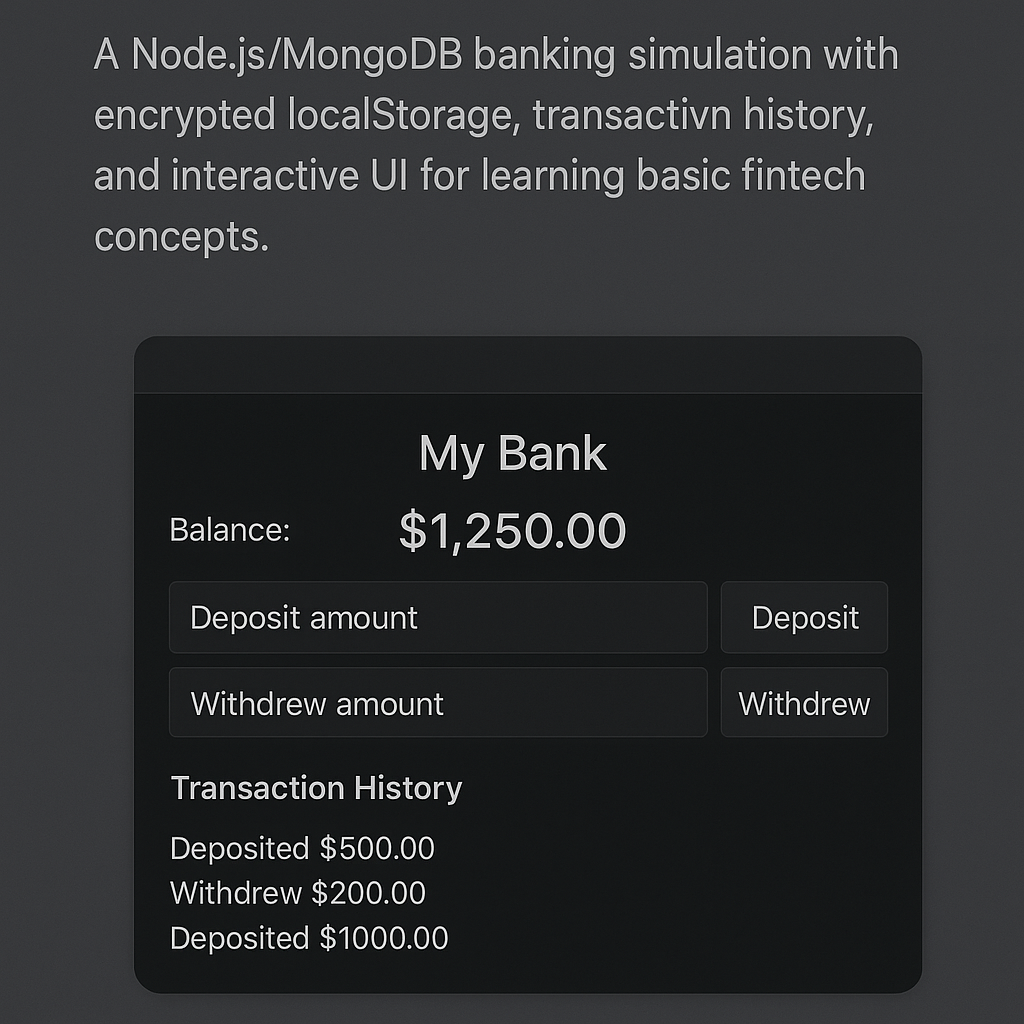 A Node.js/MongoDB banking simulation with
encrypted localStorage, transactivn history,
and interactive UI for learning basic fintech
concepts.
My Bank
Balance: $1,250.00
Deposit amount Deposit
Withdrew amount Withdrew
Transaction History
Deposited $500.00
Withdrew $200.00
Deposited $1000.00